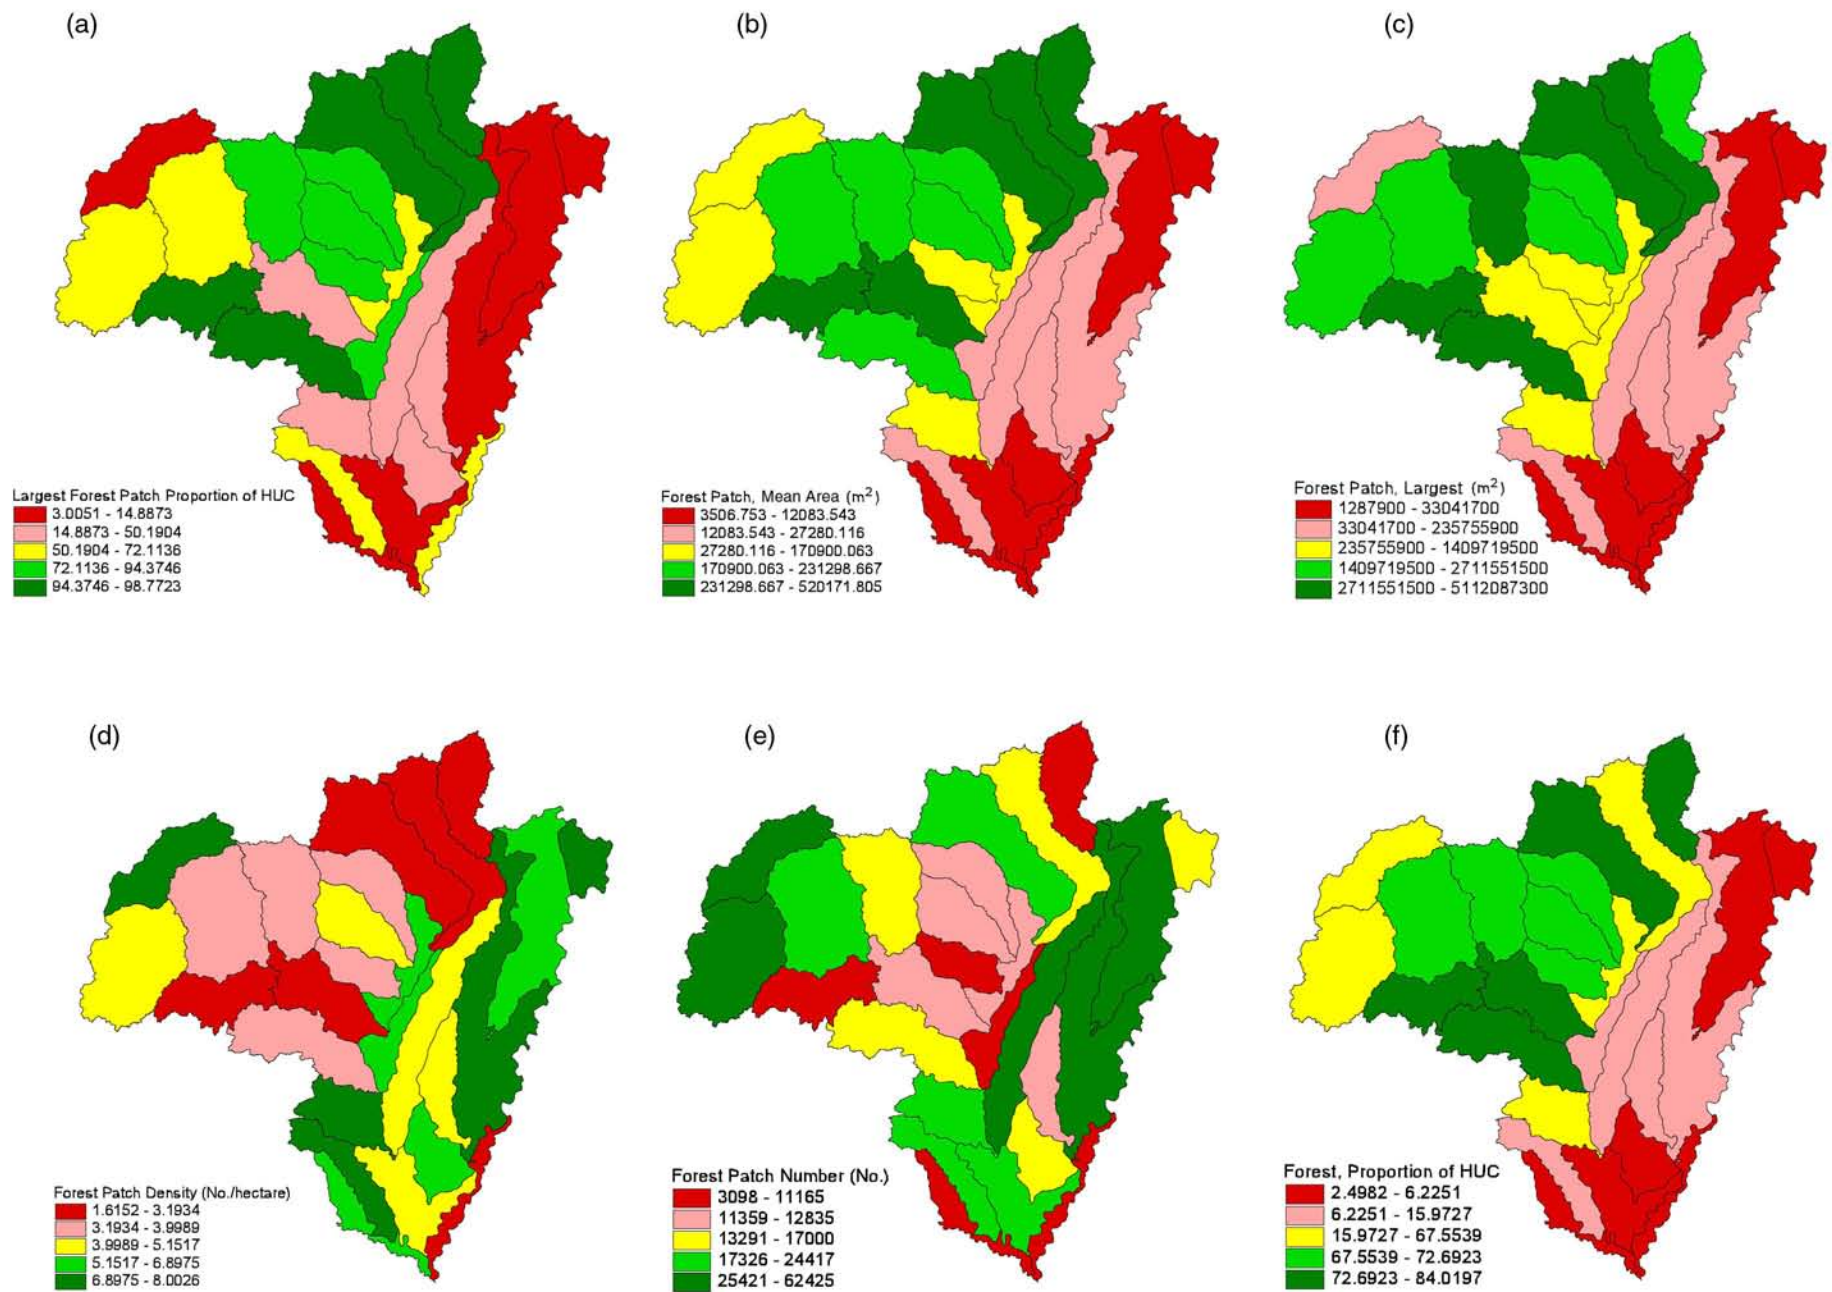 (a)
(b)
(c)
Largest Forest Patch Proportion of HUC
3.0051 - 14.8873
14.8873 - 50.1904
50.1904 - 72.1136
72.1136 - 94.3746
94.3746 - 98.7723
Forest Patch, Mean Area (m²)
3506.753 - 12083.543
12083.543 - 27280.116
27280.116 - 170900.063
170900.063 - 231298.667
231298.667 - 520171.805
Forest Patch, Largest (m²)
1287900 - 33041700
33041700 - 235755900
235755900 - 1409719500
1409719500 - 2711551500
2711551500 - 5112087300
(d)
(e)
(f)
Forest Patch Density (No./hectare)
1.6152 - 3.1934
3.1934 - 3.9989
3.9989 - 5.1517
5.1517 - 6.8975
6.8975 - 8.0026
Forest Patch Number (No.)
3098 - 11165
11359 - 12835
13291 - 17000
17326 - 24417
25421 - 62425
Forest, Proportion of HUC
2.4982 - 6.2251
6.2251 - 15.9727
15.9727 - 67.5539
67.5539 - 72.6923
72.6923 - 84.0197